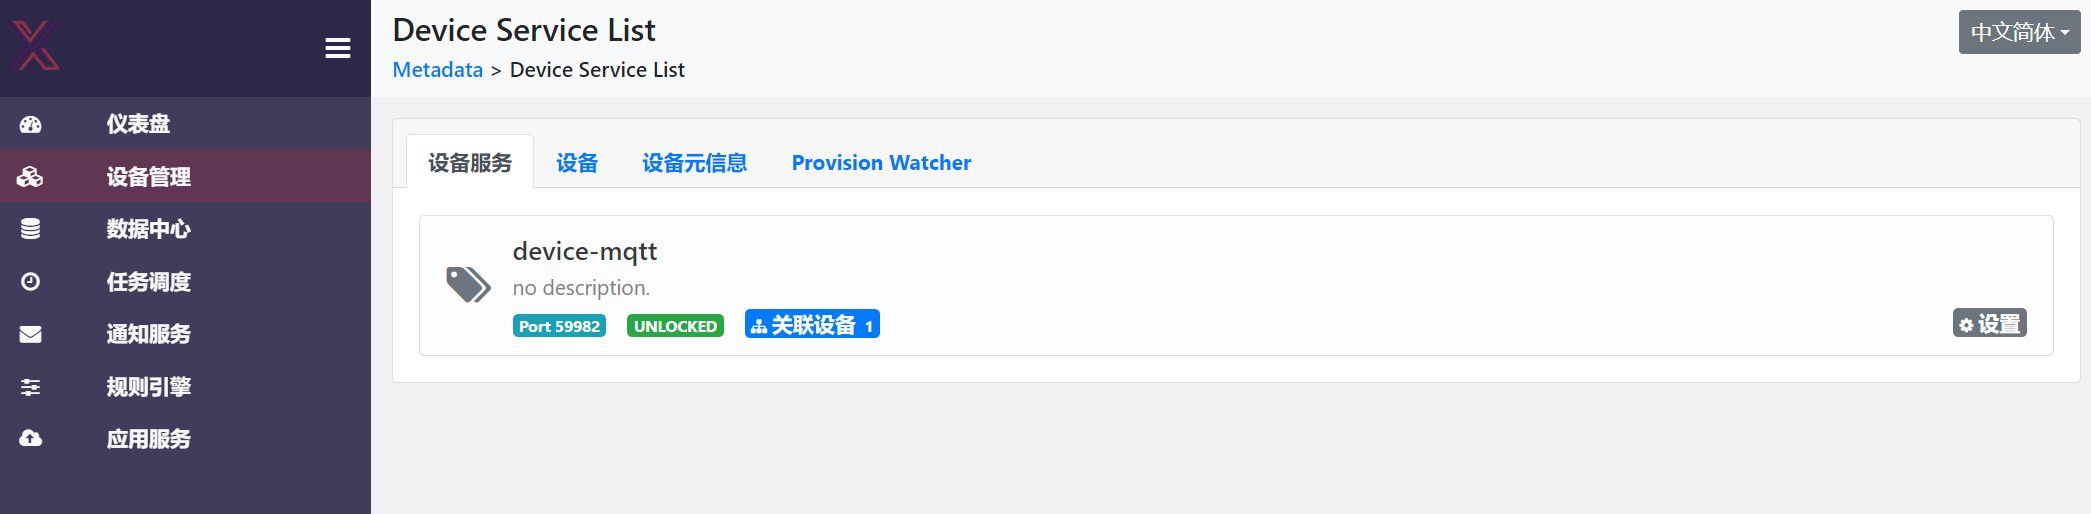 Device Service List
中文简体
Metadata > Device Service List
仪表盘
设备管理
数据中心
任务调度
通知服务
规则引擎
应用服务
设备服务 设备 设备元信息 Provision Watcher
device-mqtt
no description.
Port 59982 UNLOCKED 关联设备 1 设置